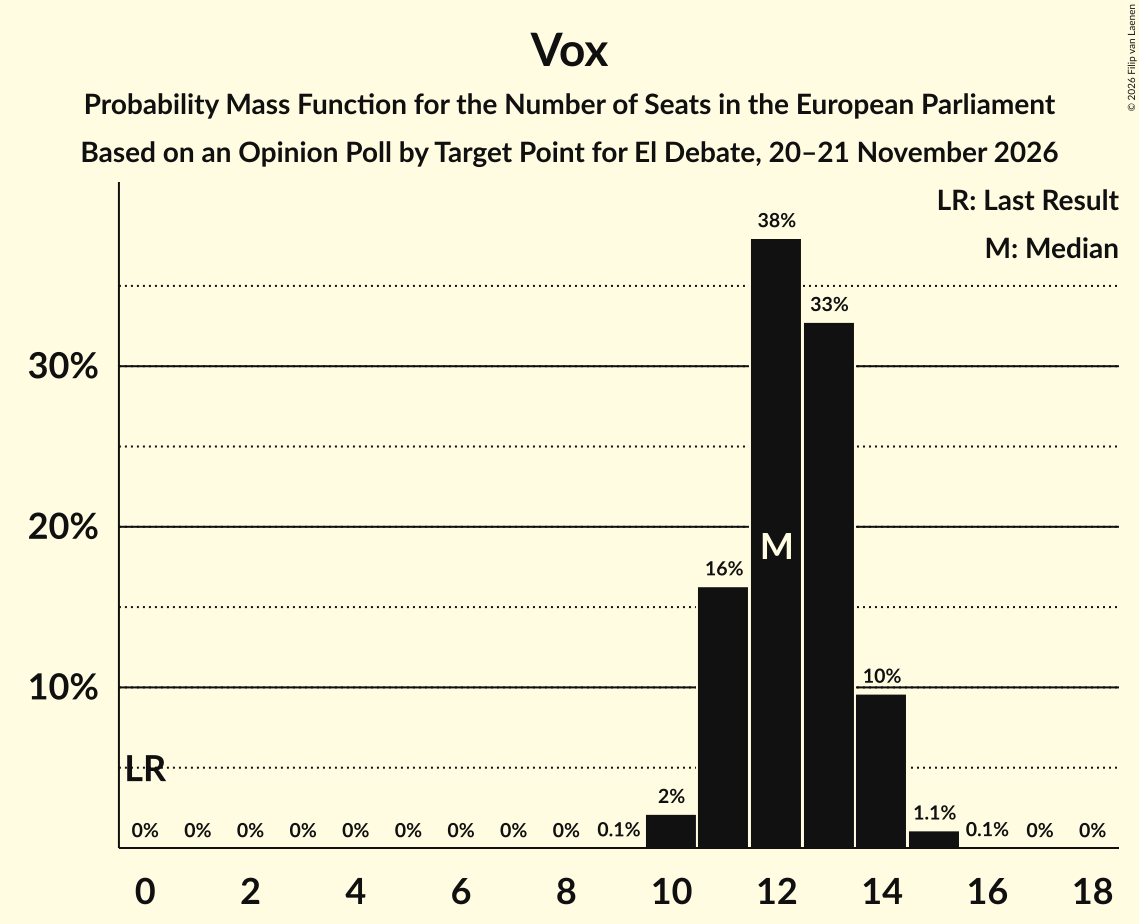 Vox
Probability Mass Function for the Number of Seats in the European Parliament
Based on an Opinion Poll by Target Point for El Debate, 20–21 November 2026
© 2026 Filip van Laenen
LR: Last Result
M: Median
38%
33%
30%
20%
M
16%
10%
10%
LR
2%
1.1%
0% 0% 0% 0% 0% 0% 0% 0% 0% 0.1% 0.1% 0% 0%
0 2 4 6 8 10 12 14 16 18